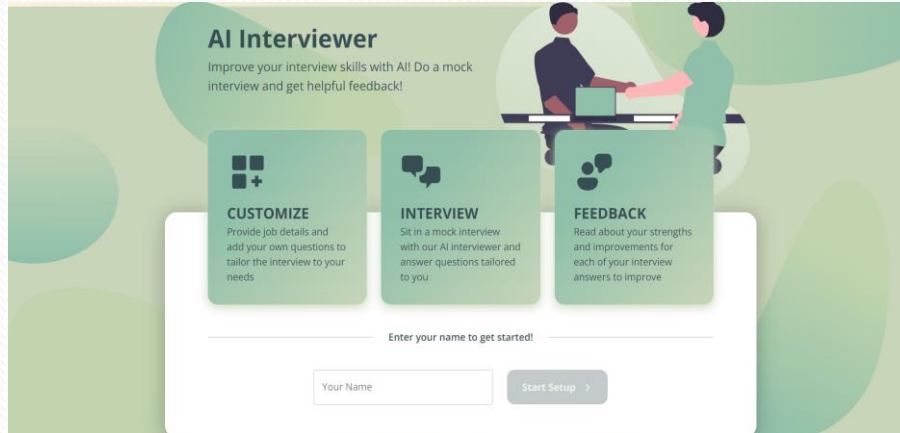 AI Interviewer
Improve your interview skills with AI! Do a mock
interview and get helpful feedback!
CUSTOMIZE
Provide job details and
add your own questions to
tailor the interview to your
needs
INTERVIEW
Sit in a mock interview
with our AI interviewer and
answer questions tailored
to you
FEEDBACK
Read about your strengths
and improvements for
each of your interview
answers to improve
Enter your name to get started!
Your Name
Start Setup